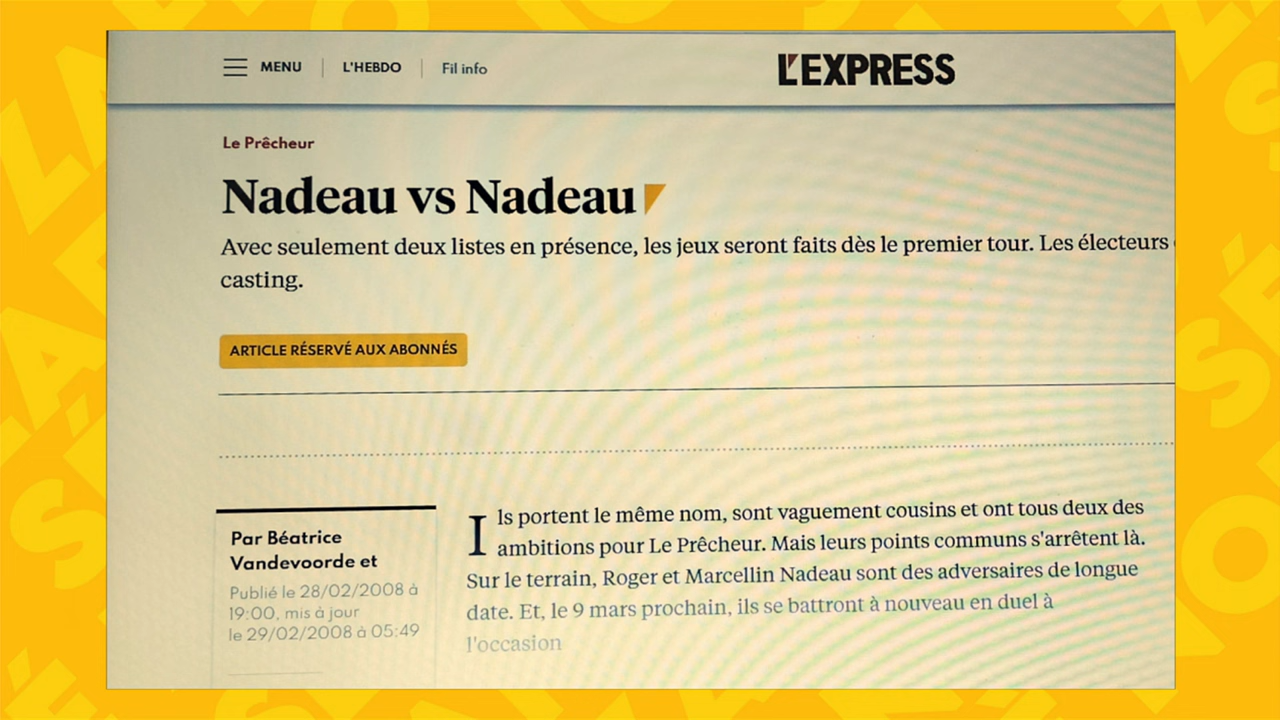 MENU
L'HEBDO
Fil info
L'EXPRESS
Le Prêcheur
Nadeau vs Nadeau
Avec seulement deux listes en présence, les jeux seront faits dès le premier tour. Les électeurs
casting.
ARTICLE RÉSERVÉ AUX ABONNÉS
Par Béatrice
Vandevoorde et
Publié le 28/02/2008 à
19:00, mis à jour
le 29/02/2008 à 05:49
Ils portent le même nom, sont vaguement cousins et ont tous deux des
ambitions pour Le Prêcheur. Mais leurs points communs s'arrêtent là.
Sur le terrain, Roger et Marcellin Nadeau sont des adversaires de longue
date. Et, le 9 mars prochain, ils se battront à nouveau en duel à
l'occasion